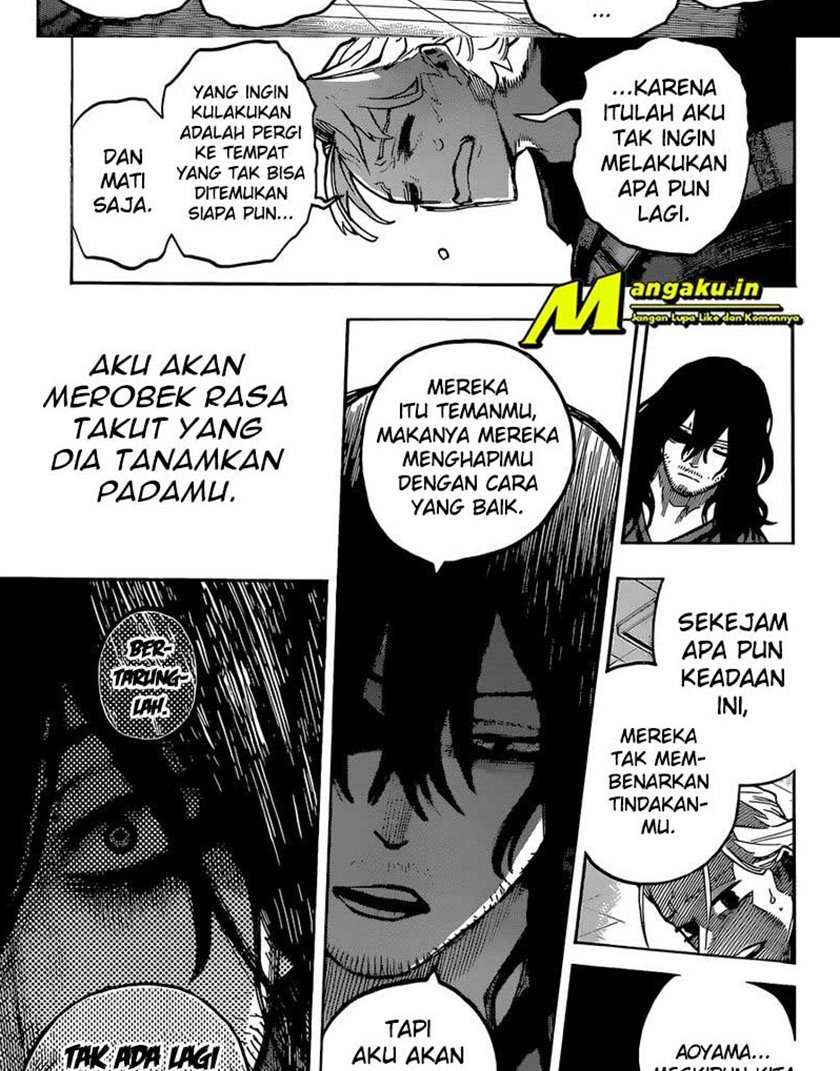 ...
...KARENA
ITULAH AKU
TAK INGIN
MELAKUKAN
APA PUN
LAGI.
YANG INGIN
KULAKUKAN
ADALAH PERGI
KE TEMPAT
YANG TAK BISA
DITEMUKAN
SIAPA PUN...
DAN
MATI
SAJA.
Mangaku.in
Jangan Lupa Like dan Komennya
SEKEJAM
APA PUN
KEADAAN
INI,
MEREKA
TAK MEM-
BENARKAN
TINDAKAN-
MU.
AOYAMA...
MESKIPUN KITA
MEREKA
ITU TEMANMU,
MAKANYA MEREKA
MENGHAPIMU
DENGAN CARA
YANG BAIK.
TAPI
AKU AKAN
AKU AKAN
MEROBEK RASA
TAKUT YANG
DIA TANAMKAN
PADAMU.
BER-
TARUNG-
LAH.
TAK ADA LAGI